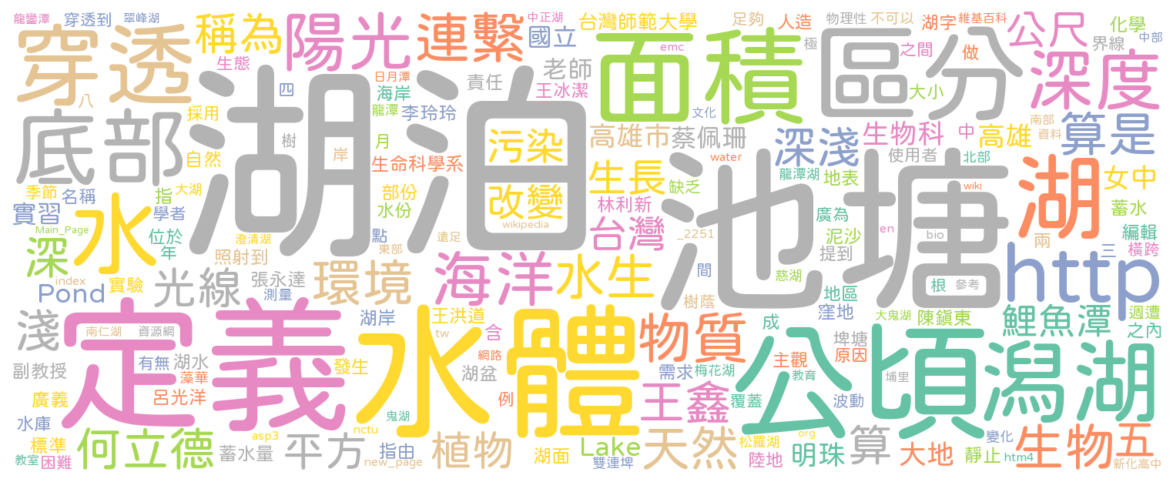 龍鑾潭 穿透到 翠峰湖
穿透
稱為
陽光
連繫
中正湖
國立
台灣師範大學
emc
足夠
人造
物理性
不可以
湖字
維基百科
公尺
化學
界線
中部
生態
八
四
日月潭
海岸
責任
老師
王冰潔
面積
區分
極
之間
做
大小
深度
底部
採用
自然
湖泊
樹
岸
龍潭
月
李玲玲
生命科學系
污染
改變
wikipedia
高雄市
蔡佩珊
文化
water
深淺
生物科
使用者
中
北部
高雄
南部
資料
算是
季節
名稱
大湖
指
實習
學者
Main_Page
水
位於
年
澄清湖
照射到
部份
水份
點
遠足
東部
生長
缺乏
林利新
台灣
_2251
池塘
龍潭湖
地表
廣為
泥沙
提到
wiki
en
bio
湖
女中
蓄水
編輯
兩
三
橫跨
深
index
Pond
實驗
光線
張永達
測量
環境
海洋
水生
間
樹蔭
慈湖
地區
窪地
根
參考
http
淺
南仁湖
資源網
定義
湖岸
王洪道
tw
含
水體
物質
成
埤塘
原因
大鬼湖
陳鎮東
鯉魚潭
週遭
之內
副教授
有無
湖水
藻華
呂光洋
廣義
發生
鬼湖
湖盆
網路
例
需求
梅花湖
主觀
教育
公頃
埔里
潟湖
水庫
標準
教室
困難
何立德
nctu
asp3
蓄水量
平方
指由
new_page
植物
湖面
Lake
雙連埤
王鑫
覆蓋
天然
松蘿湖
org
陸地
明珠
波動
算
大地
變化
靜止
htm4
生物
五
新化高中